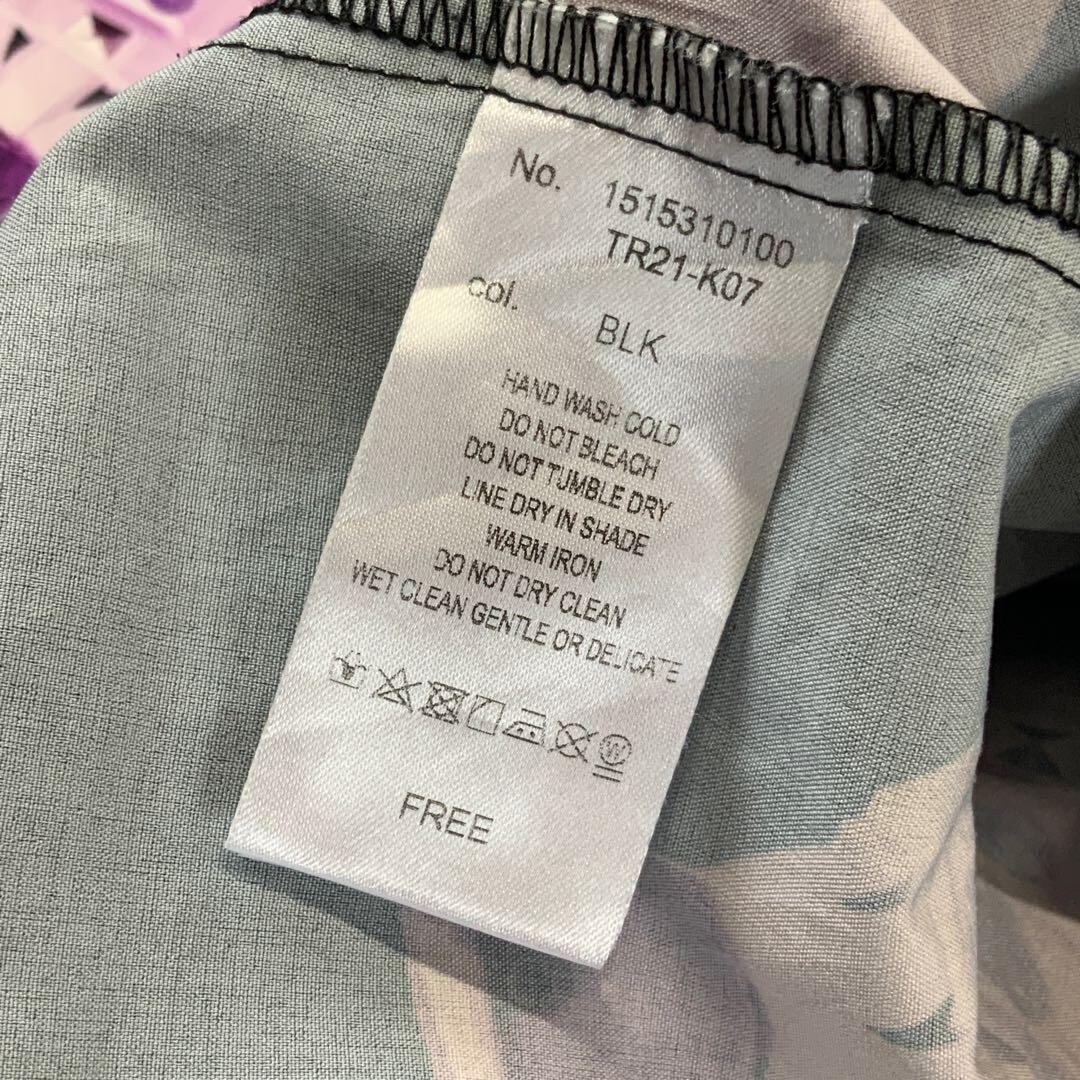 No. 1515310100
TR21-K07
col. BLK
HAND WASH COLD
DO NOT BLEACH
DO NOT TUMBLE DRY
LINE DRY IN SHADE
WARM IRON
DO NOT DRY CLEAN
WET CLEAN GENTLE OR DELICATE
W
FREE